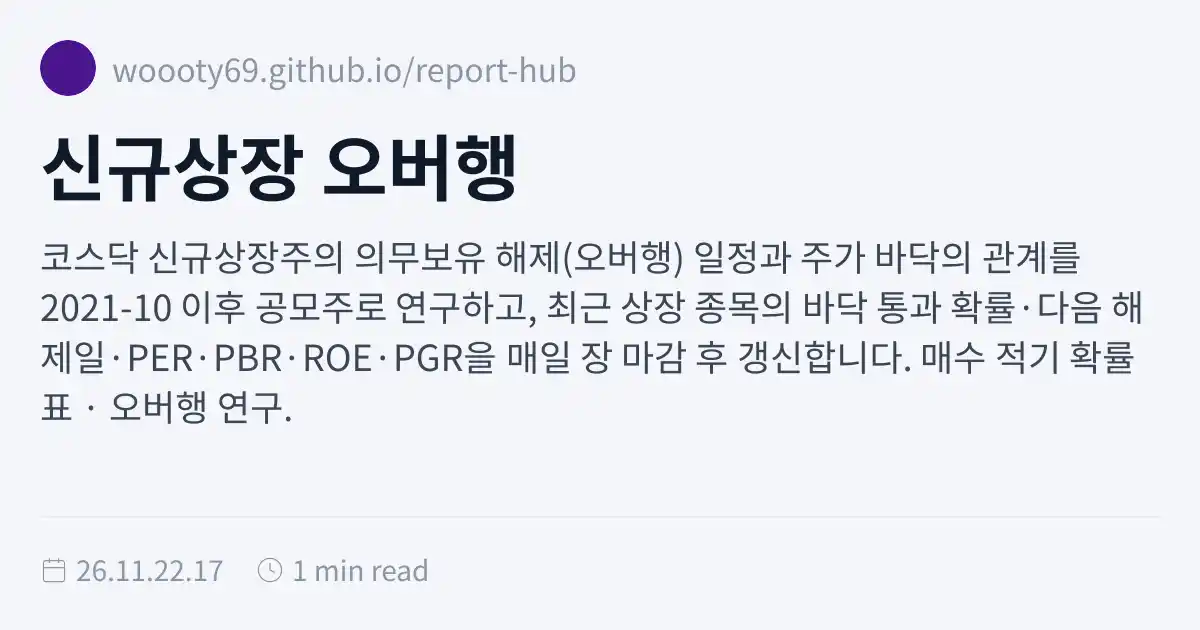 woooty69.github.io/report-hub
신규상장 오버행
코스닥 신규상장주의 의무보유 해제(오버행) 일정과 주가 바닥의 관계를
2021-10 이후 공모주로 연구하고, 최근 상장 종목의 바닥 통과 확률·다음 해
제일·PER·PBR·ROE·PGR을 매일 장 마감 후 갱신합니다. 매수 적기 확률
표 · 오버행 연구.
26.11.22.17 1 min read